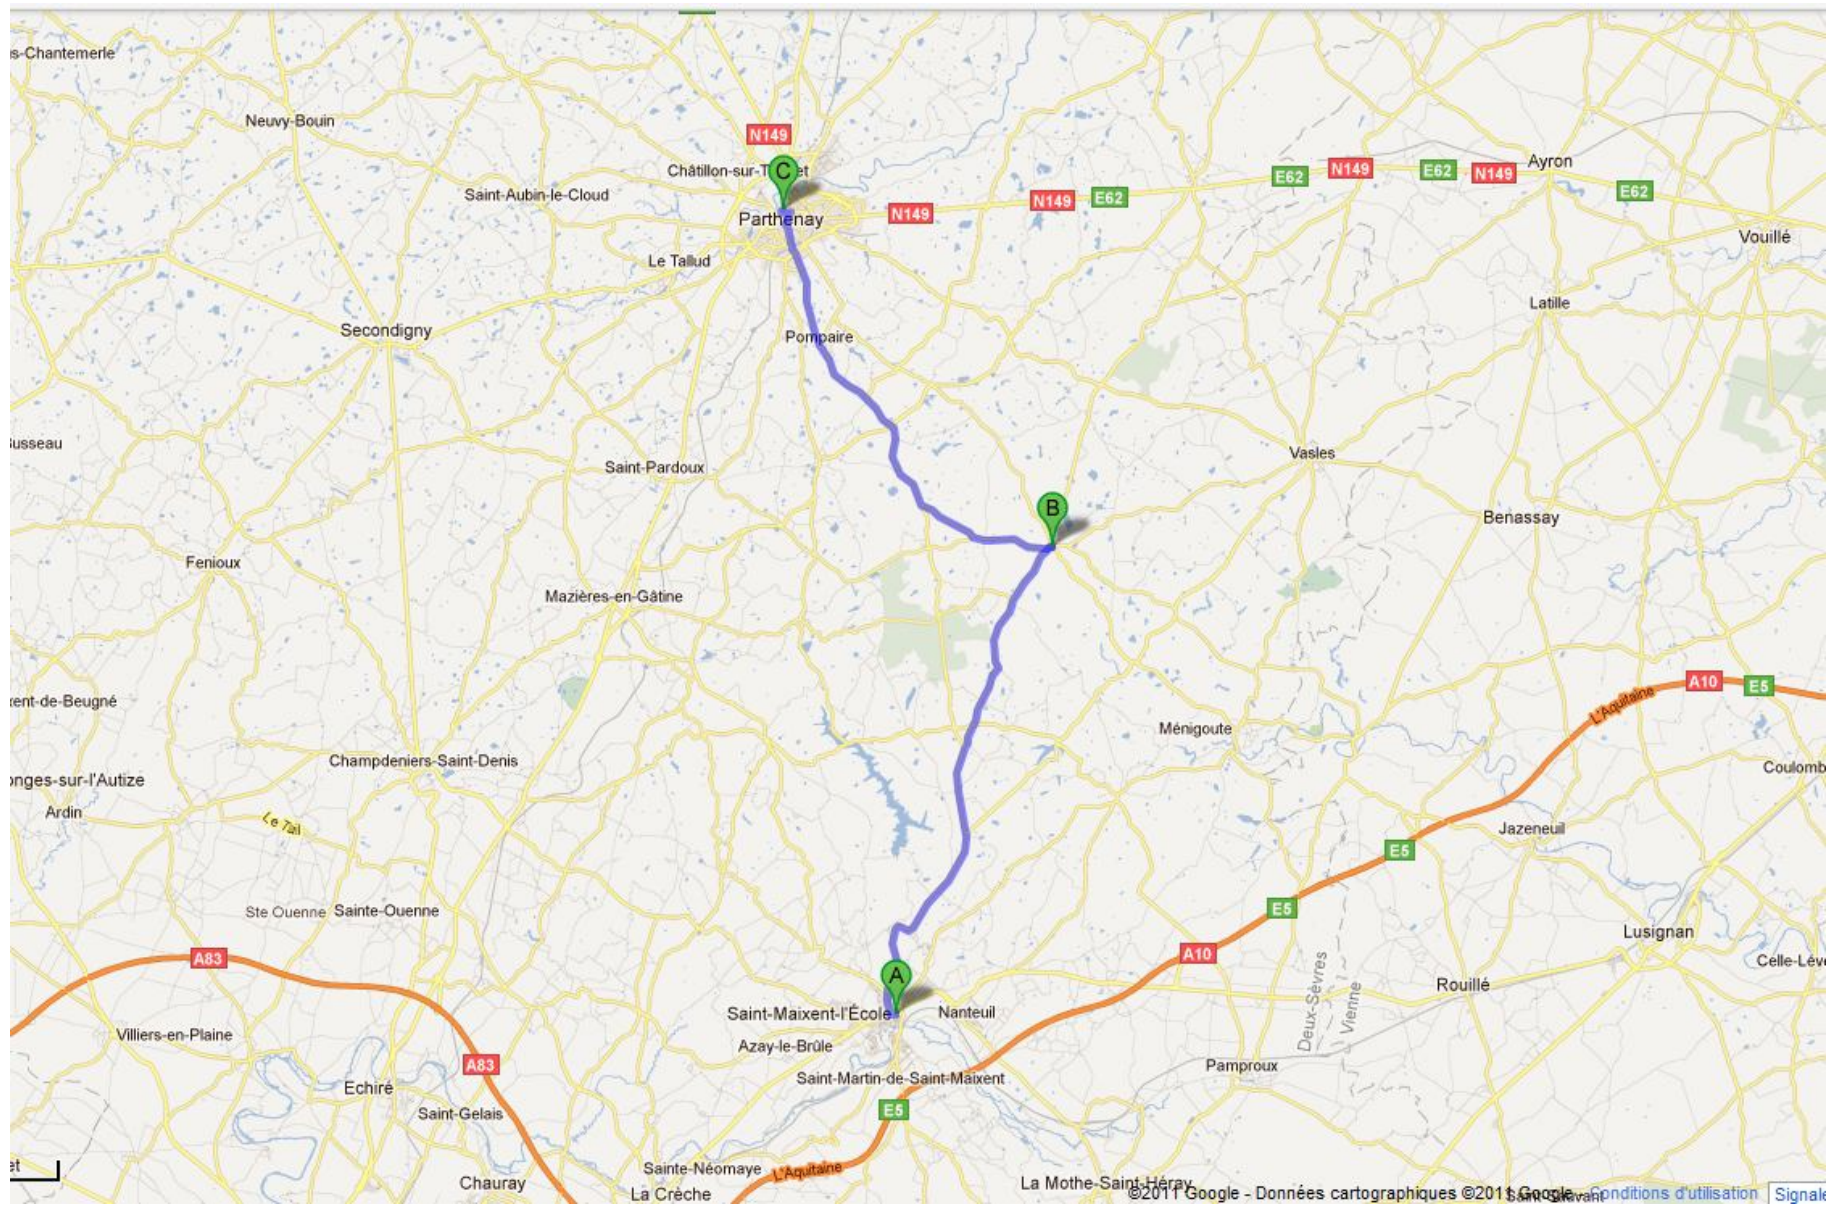 s-Chantemerle
Neuvy-Bouin
N149
Châtillon-sur-T et
C
Saint-Aubin-le-Cloud
Parthenay
N149
N149
E62
E62
N149
E62
N149
Ayron
E62
Vouillé
Le Tallud
Latille
Secondigny
Pompaire
Busseau
Saint-Pardoux
Vasles
B
Benassay
Fenioux
Mazières-en-Gâtine
A10
E5
L'Aquitaine
ent-de-Beugné
Ménigoute
Champdeniers-Saint-Denis
onges-sur-l'Autize
Coulomb
Ardin
Le Tail
Jazeneuil
E5
Ste Ouenne
Sainte-Ouenne
E5
Lusignan
A83
A10
Celle-Lév
A
Rouillé
Deux-Sèvres
Vienne
Saint-Maixent-l'École
Nanteuil
Villiers-en-Plaine
Azay-le-Brûle
A83
Pamproux
Saint-Martin-de-Saint-Maixent
Echiré
Saint-Gelais
E5
et
Sainte-Néomaye
L'Aquitaine
Chauray
La Crèche
La Mothe-Saint-Héray
©2011 Google - Données cartographiques ©2011 Google - Conditions d'utilisation
Signale